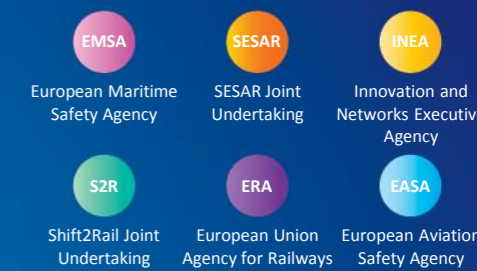 EMSA
European Maritime
Safety Agency
SESAR
SESAR Joint
Undertaking
INEA
Innovation and
Networks Executiv
Agency
S2R
Shift2Rail Joint
Undertaking
ERA
European Union
Agency for Railways
EASA
European Aviation
Safety Agency